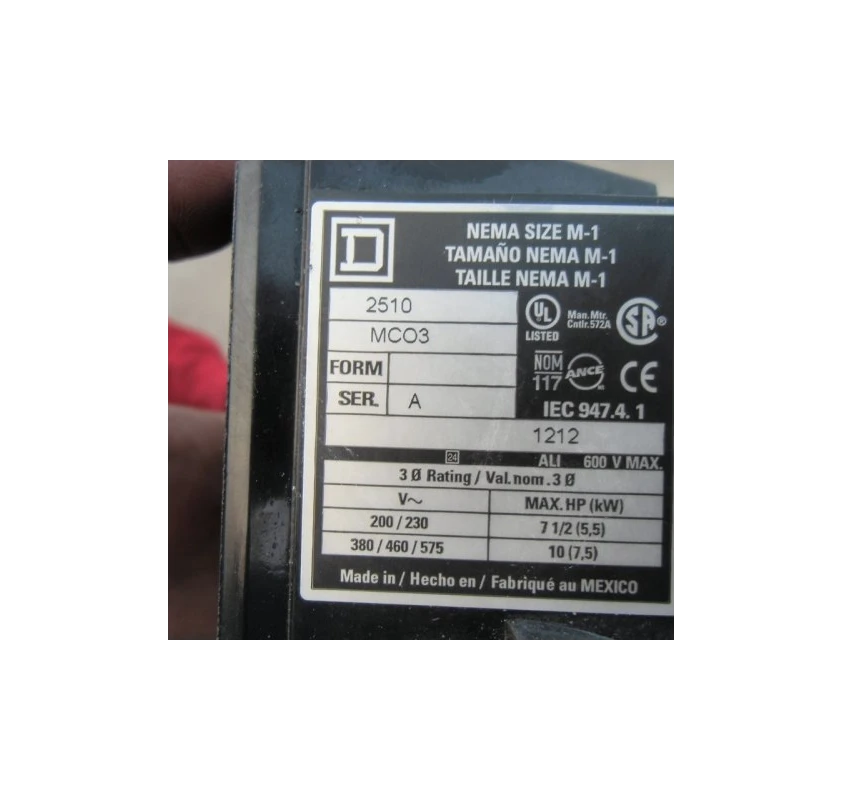 D
NEMA SIZE M-1
TAMAÑO NEMA M-1
TAILLE NEMA M-1
2510
MCO3
FORM
SER. A
UL
LISTED
Man. Mtr.
Cntlr. 572A
SA®
NOM
117
ANCE
CE
IEC 947.4. 1
1212
24 ALI 600 V MAX.
3 Ø Rating / Val. nom . 3 Ø
V~ MAX. HP (kW)
200 / 230 7 1/2 (5,5)
380 / 460 / 575 10 (7,5)
Made in / Hecho en / Fabriqué au MEXICO